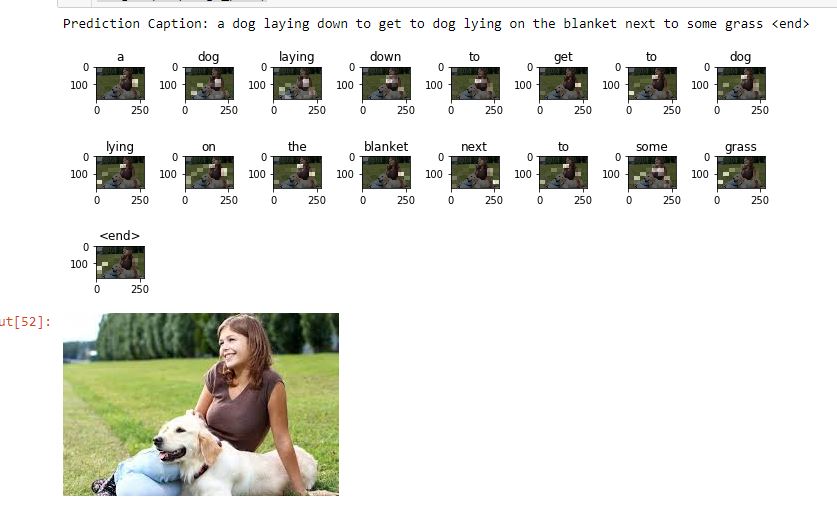 Prediction Caption: a dog laying down to get to dog lying on the blanket next to some grass <end>
a dog laying down to get to dog
0 0 0 0 0 0 0 0
100 100 100 100 100 100 100 100
0 250 0 250 0 250 0 250 0 250 0 250 0 250 0 250
lying on the blanket next to some grass
0 0 0 0 0 0 0 0
100 100 100 100 100 100 100 100
0 250 0 250 0 250 0 250 0 250 0 250 0 250 0 250
<end>
0
100
0 250
ut[52]: